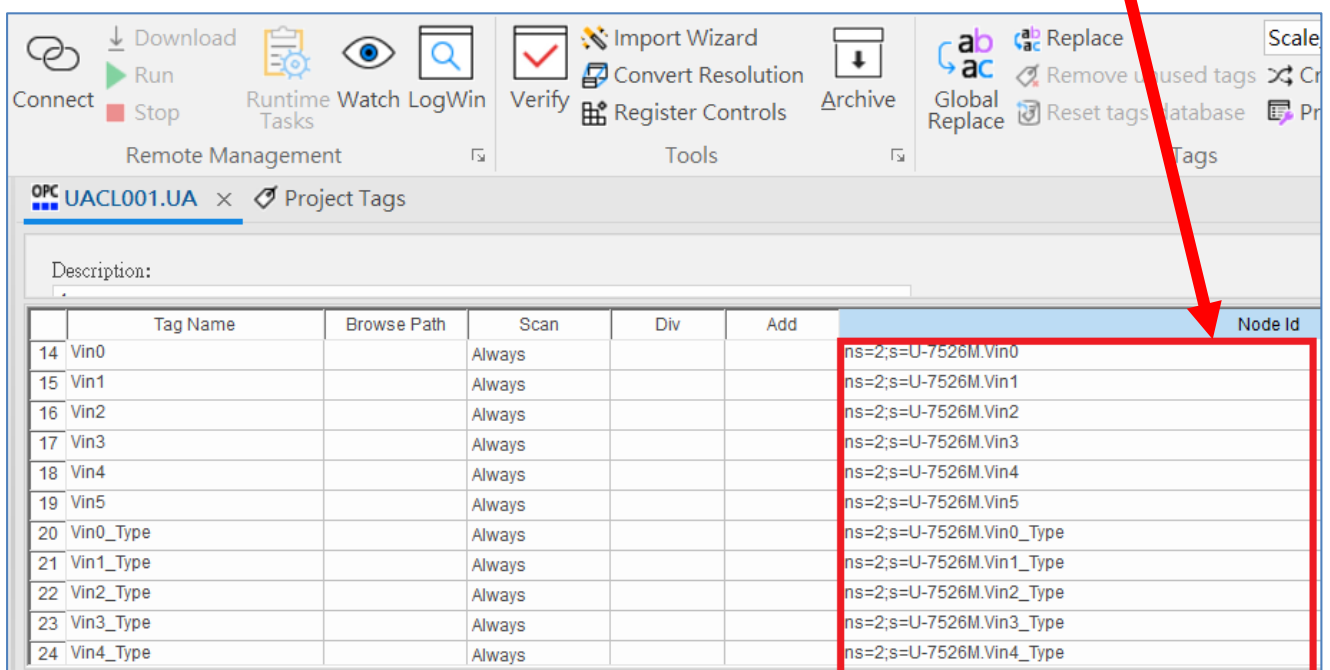 Download Import Wizard Replace Scale
Run Convert Resolution Remove unused tags Cr
Connect Stop Runtime Tasks Watch LogWin Verify Register Controls Archive Global Replace Reset tags database Pr
Remote Management Tools Tags
OPC UACL001.UA × Project Tags
Description:
Tag Name Browse Path Scan Div Add Node Id
14 Vin0 Always ns=2;s=U-7526M.Vin0
15 Vin1 Always ns=2;s=U-7526M.Vin1
16 Vin2 Always ns=2;s=U-7526M.Vin2
17 Vin3 Always ns=2;s=U-7526M.Vin3
18 Vin4 Always ns=2;s=U-7526M.Vin4
19 Vin5 Always ns=2;s=U-7526M.Vin5
20 Vin0_Type Always ns=2;s=U-7526M.Vin0_Type
21 Vin1_Type Always ns=2;s=U-7526M.Vin1_Type
22 Vin2_Type Always ns=2;s=U-7526M.Vin2_Type
23 Vin3_Type Always ns=2;s=U-7526M.Vin3_Type
24 Vin4_Type Always ns=2;s=U-7526M.Vin4_Type